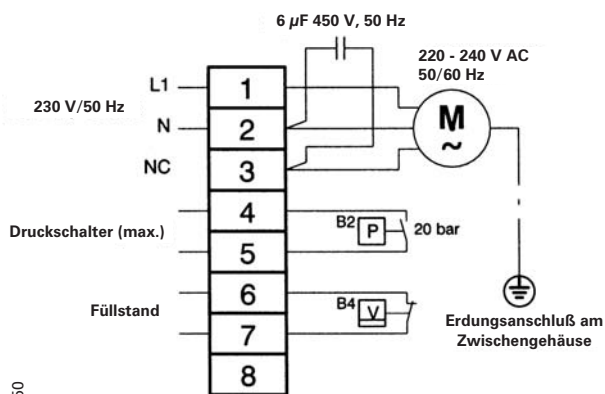 6 µF 450 V, 50 Hz
220 - 240 V AC
50/60 Hz
L1
1
230 V/50 Hz
N
2
M
~
NC
3
4
Druckschalter (max.)
B2
P
20 bar
5
6
Füllstand
B4
V
Erdungsanschluß am
Zwischengehäuse
7
8
50